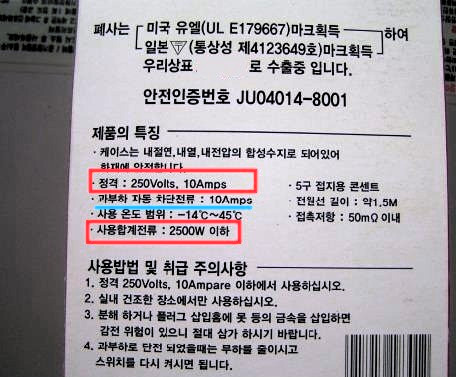 폐사는 미국 유엘(UL E179667)마크획득 하여
일본 (통상성 제4123649호)마크획득
우리상표 로 수출중 입니다.
안전인증번호 JU04014-8001
제품의 특징
· 케이스는 내절연,내열,내전압의 합성수지로 되어있어
화재에 안전합니다.
· 정격 : 250Volts, 10Amps
· 과부하 자동 차단전류 : 10Amps
· 사용 온도 범위 : -14℃~45℃
· 사용합계전류 : 2500W 이하
· 5구 접지용 콘센트
· 전원선 길이 : 약1.5M
· 접촉저항 : 50mΩ이내
사용밥법 및 취급 주의사항
1. 정격 250Volts, 10Ampare 이하에서 사용하십시오.
2. 실내 건조한 장소에서만 사용하십시오.
3. 분해 하거나 플러그 삽입홈에 못 등의 금속을 삽입하면
감전 위험이 있으니 절대 삼가 하시기 바랍니다.
4. 과부하로 단전 되었을때는 부하를 줄이시고
스위치를 다시 켜시면 됩니다.